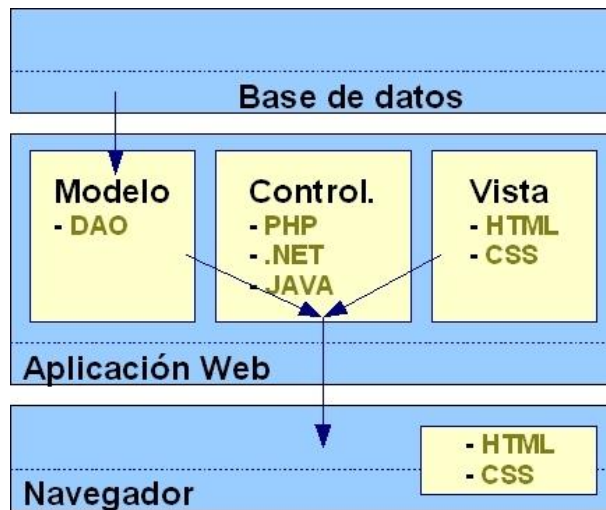 Base de datos
Modelo
- DAO
Control.
- PHP
- .NET
- JAVA
Vista
- HTML
- CSS
Aplicación Web
- HTML
- CSS
Navegador